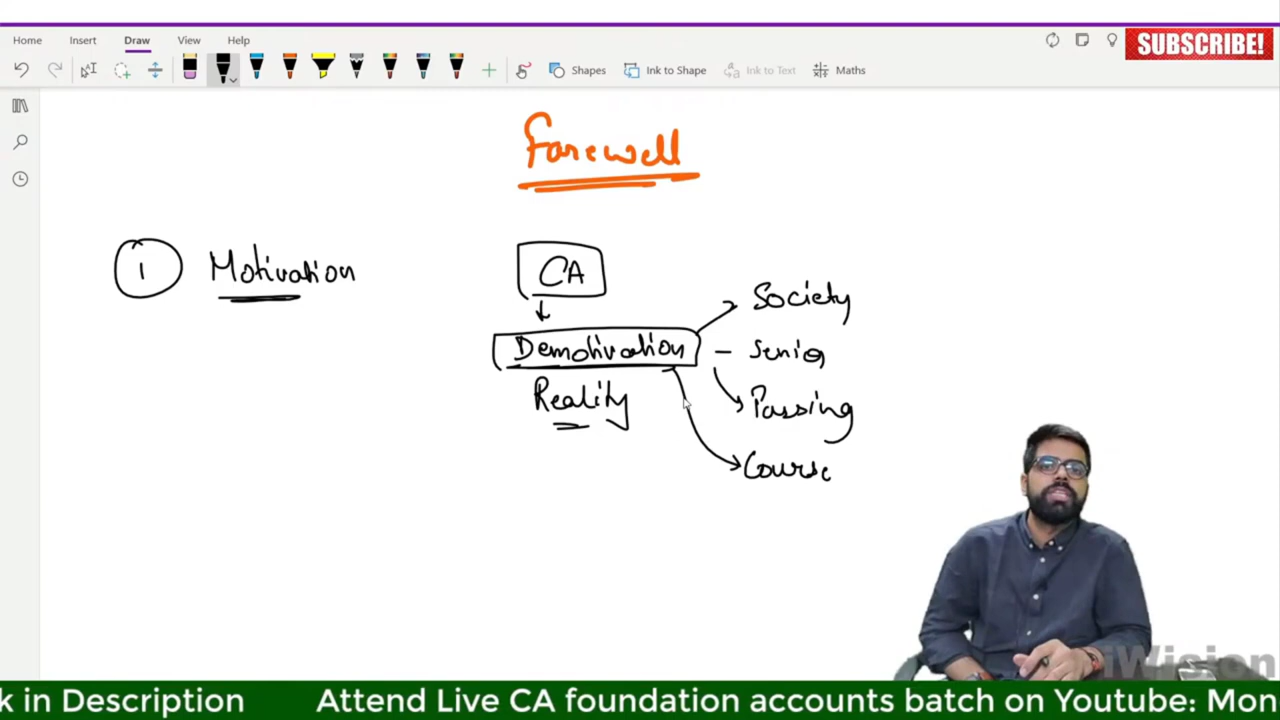 Home Insert Draw View Help
SUBSCRIBE!
Shapes Ink to Shape Ink to Text Maths
Farewell
1 Motivation
CA
Society
Demotivation
Senior
Reality
Passing
Course
iWision
k in Description Attend Live CA foundation accounts batch on Youtube: Mon